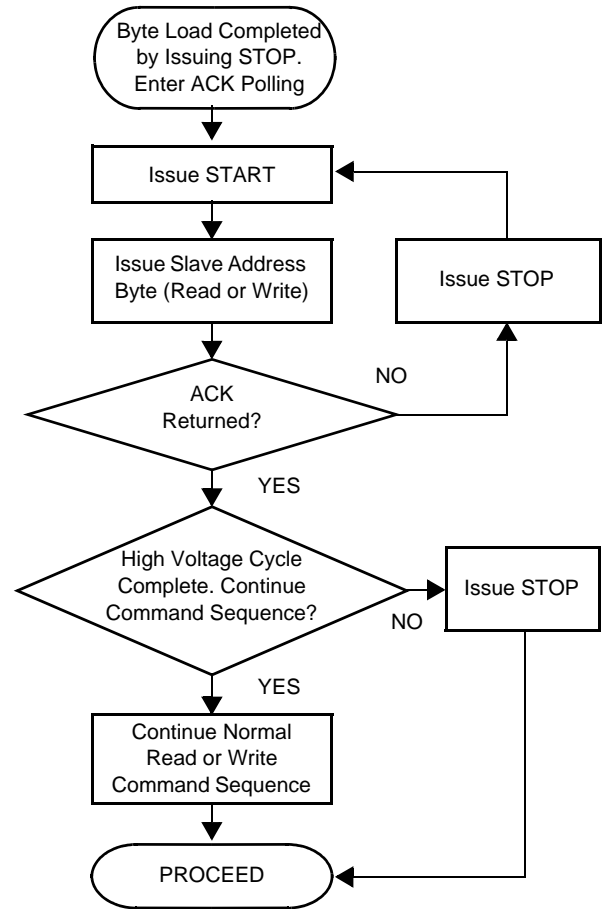 Byte Load Completed
by Issuing STOP.
Enter ACK Polling
Issue START
Issue Slave Address
Byte (Read or Write)
Issue STOP
ACK
Returned?
NO
YES
High Voltage Cycle
Complete. Continue
Command Sequence?
Issue STOP
NO
YES
Continue Normal
Read or Write
Command Sequence
PROCEED